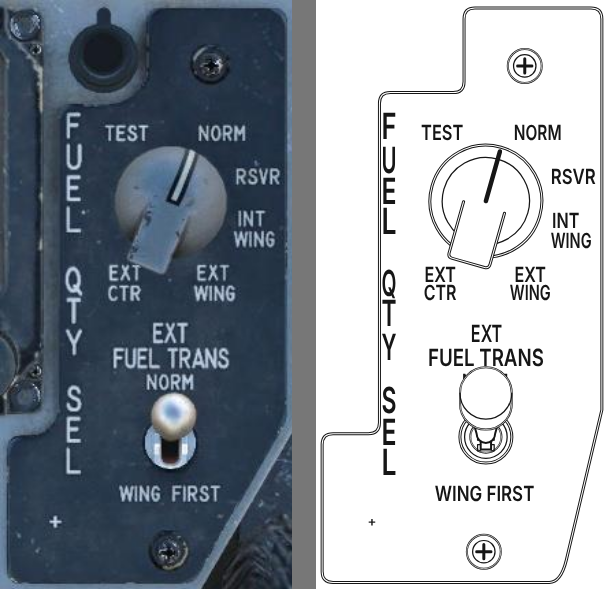 FUEL QTY SEL
TEST
NORM
RSVR
INT
WING
EXT
WING
EXT
CTR
EXT
FUEL TRANS
NORM
WING FIRST
FUEL QTY SEL
TEST
NORM
RSVR
INT
WING
EXT
WING
EXT
CTR
EXT
FUEL TRANS
WING FIRST